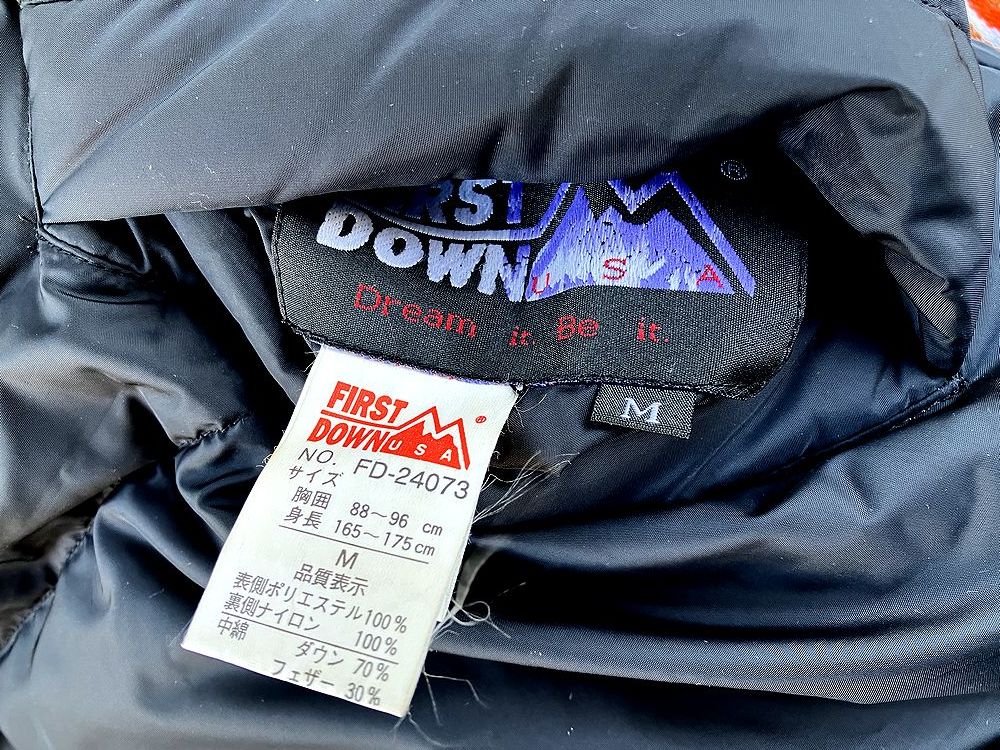 FIRST
DOWN
U S A
®
Dream it. Be it.
M
FIRST
DOWN USA
®
NO. FD-24073
サイズ
胸囲 88～96 cm
身長 165～175cm
M
品質表示
表側ポリエステル100%
裏側ナイロン 100%
中綿 ダウン 70%
フェザー 30%